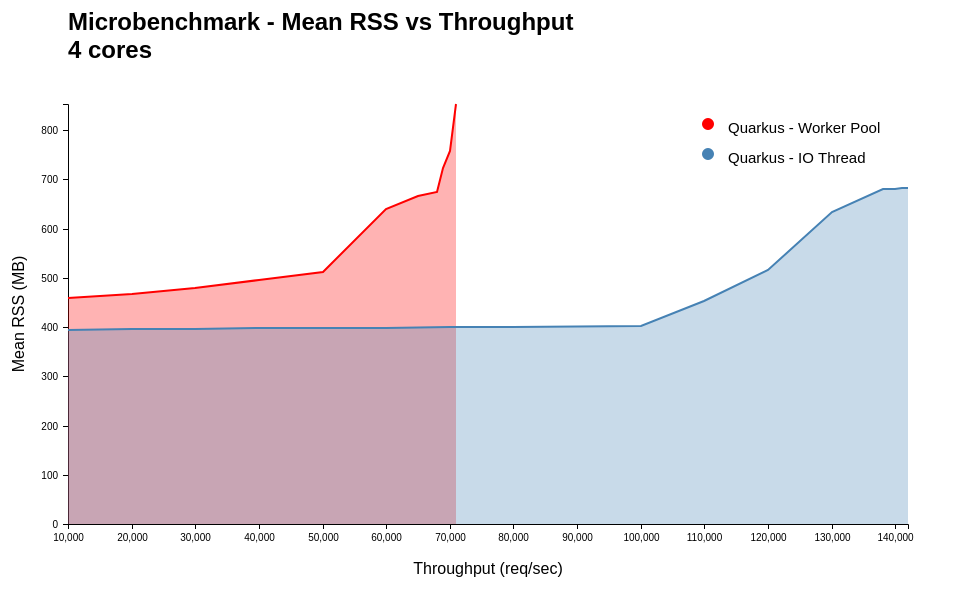 Microbenchmark - Mean RSS vs Throughput
4 cores
Quarkus - Worker Pool
Quarkus - IO Thread
Mean RSS (MB)
800
700
600
500
400
300
200
100
0
10,000 20,000 30,000 40,000 50,000 60,000 70,000 80,000 90,000 100,000 110,000 120,000 130,000 140,000
Throughput (req/sec)